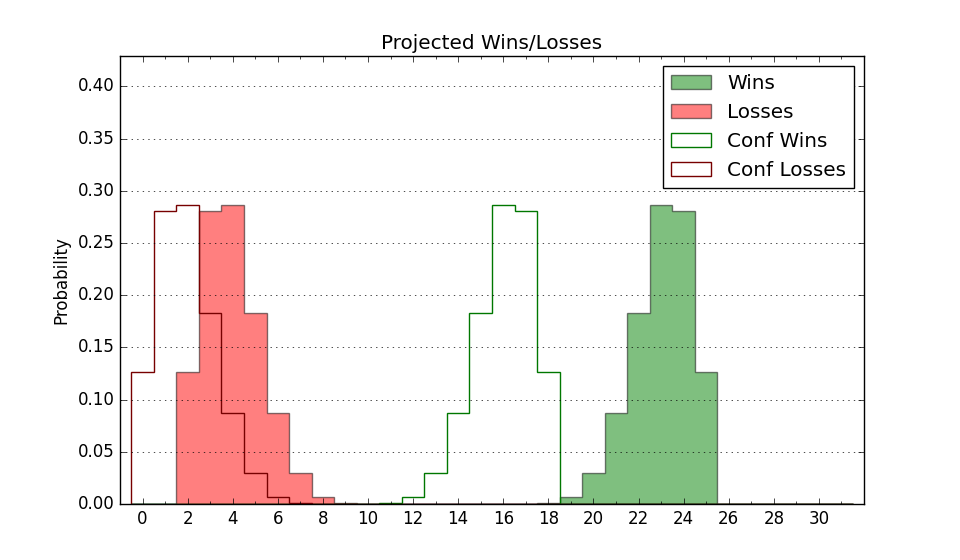 Projected Wins/Losses
Wins
Losses
Conf Wins
Conf Losses
Probability
0.40
0.35
0.30
0.25
0.20
0.15
0.10
0.05
0.00
0 2 4 6 8 10 12 14 16 18 20 22 24 26 28 30